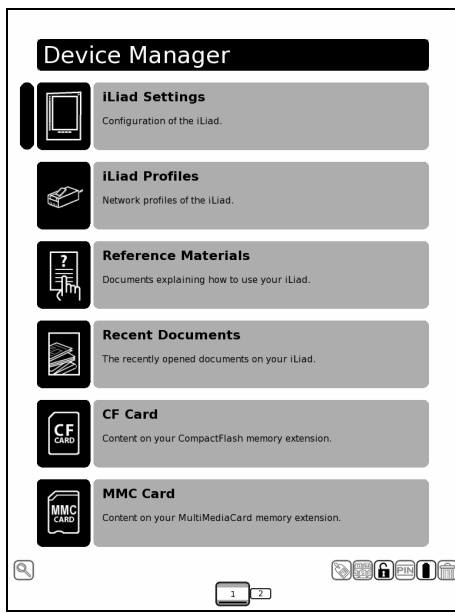 Device Manager
iLiad Settings
Configuration of the iLiad.
iLiad Profiles
Network profiles of the iLiad.
?
Reference Materials
Documents explaining how to use your iLiad.
Recent Documents
The recently opened documents on your iLiad.
CF
CARD
CF Card
Content on your CompactFlash memory extension.
MMC
CARD
MMC Card
Content on your MultiMediaCard memory extension.
PIN
1 2